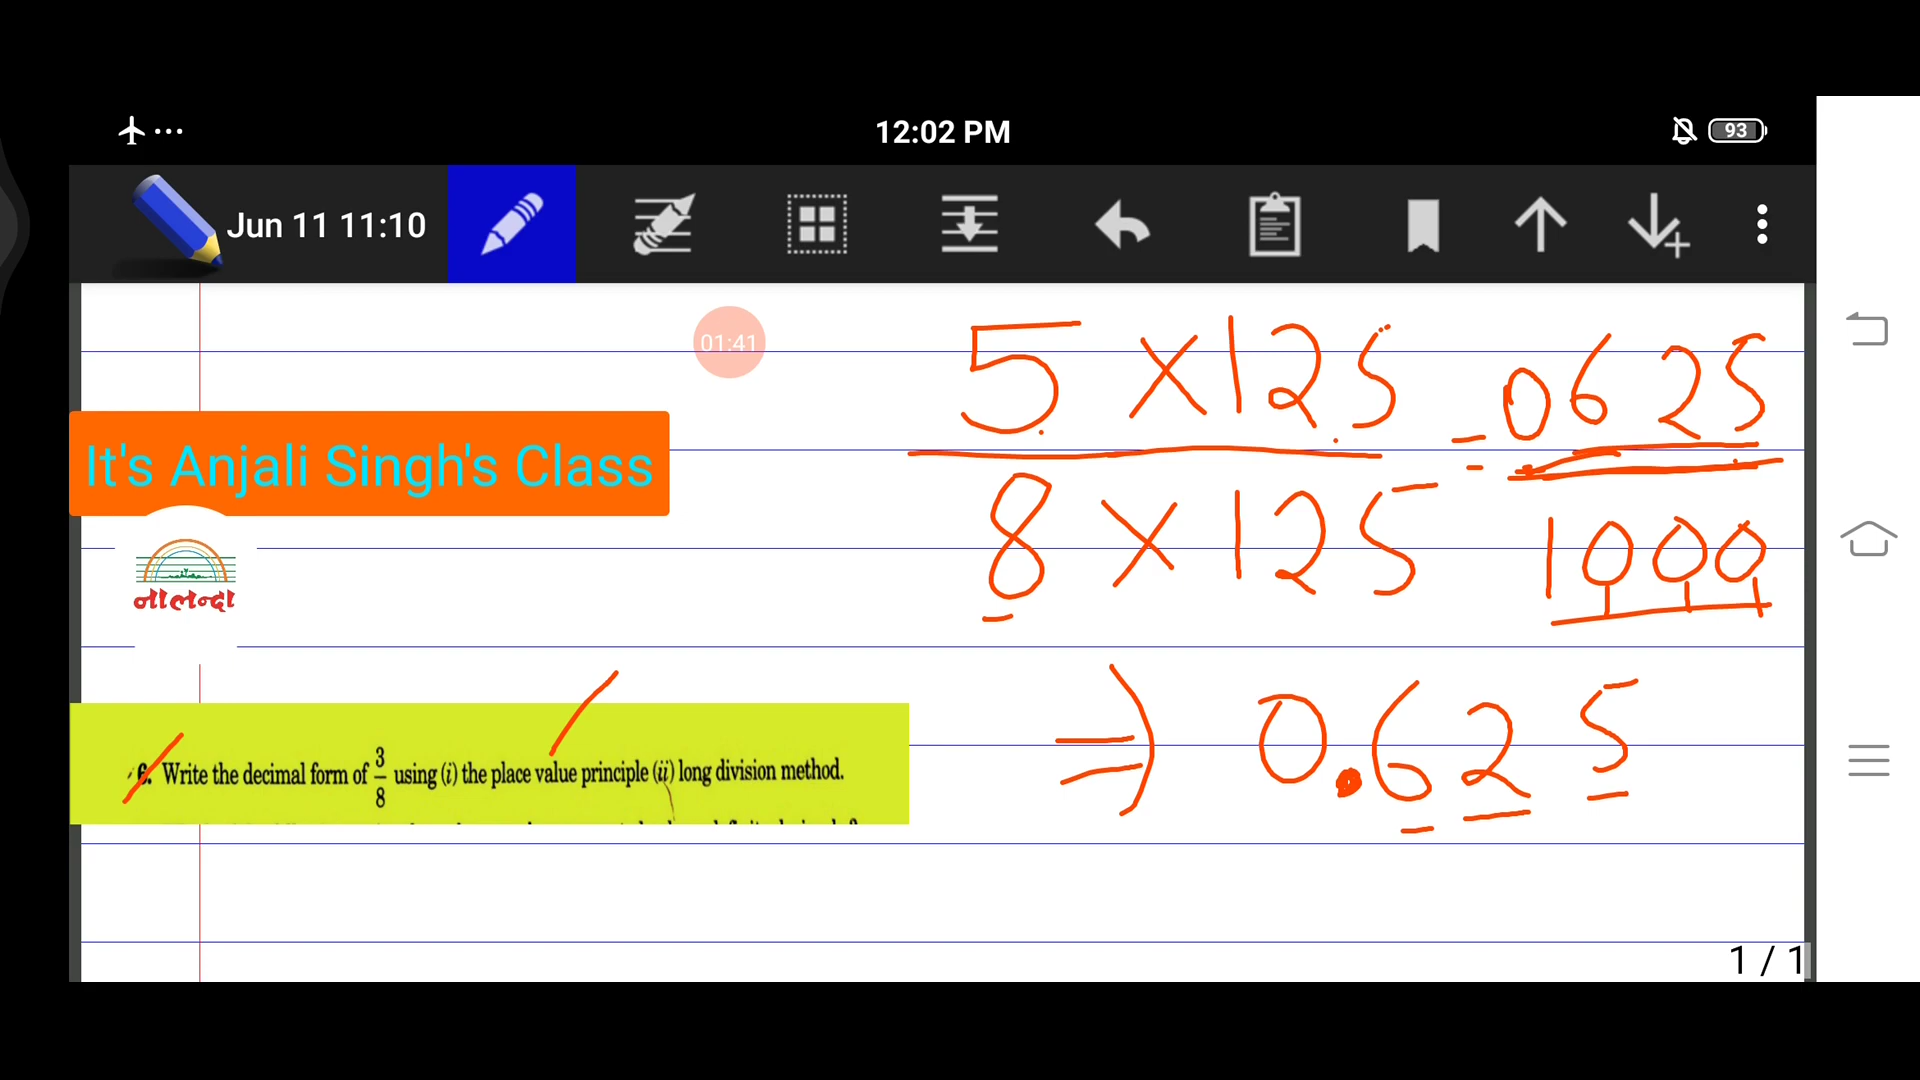 12:02 PM
93
Jun 11 11:10
01:41
5 × 125 = 0625
8 × 125 1000
It's Anjali Singh's Class
नालन्दा
⇒ 0.625
6. Write the decimal form of 3/8 using (i) the place value principle (ii) long division method.
1 / 1